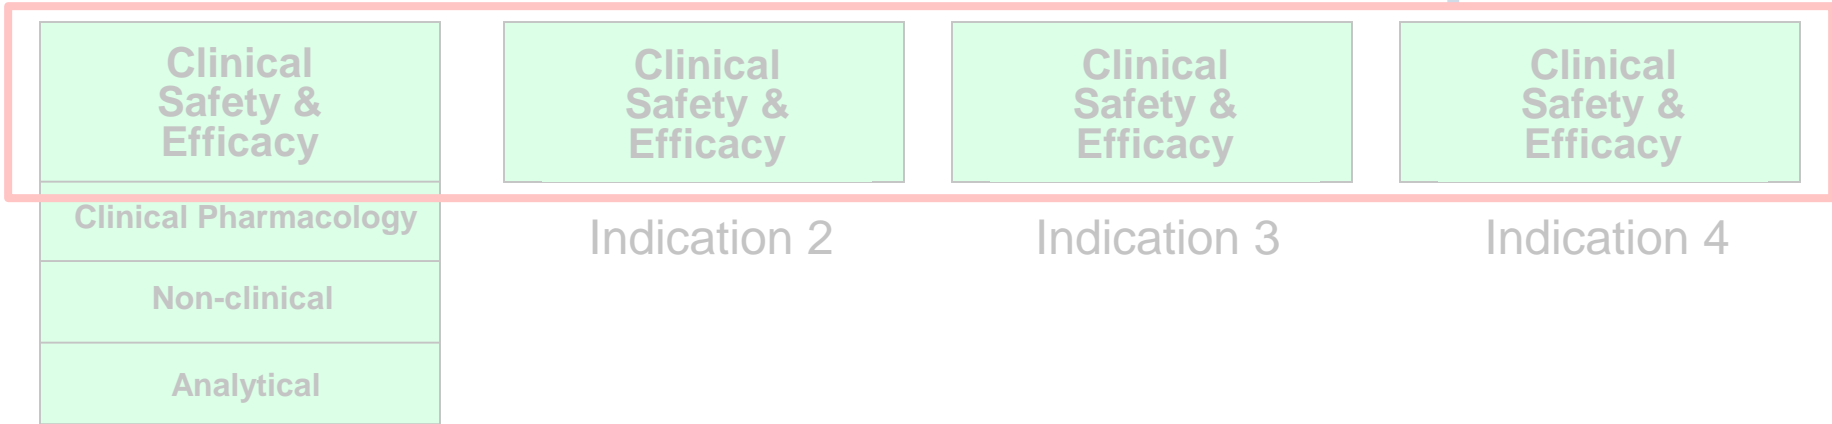 Clinical
Safety &
Efficacy
Clinical
Safety &
Efficacy
Clinical
Safety &
Efficacy
Clinical
Safety &
Efficacy
Clinical Pharmacology
Indication 2
Indication 3
Indication 4
Non-clinical
Analytical